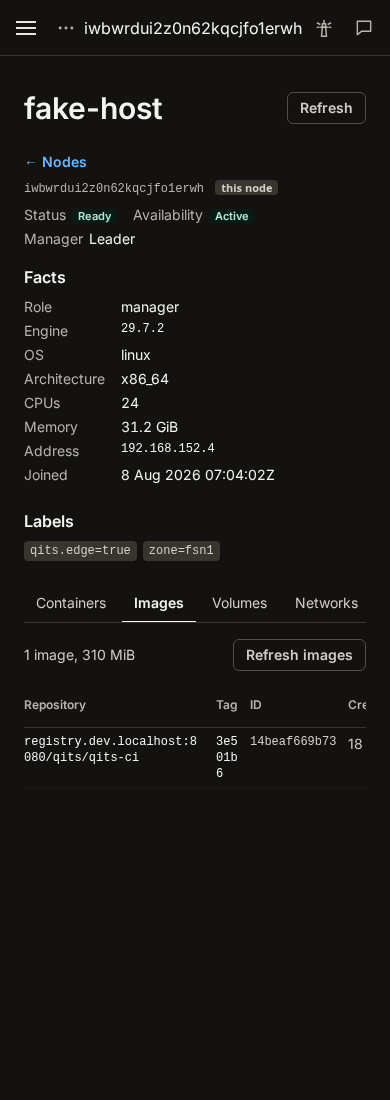 ... iwbwrdui2z0n62kqcjfo1erwh
fake-host
Refresh
← Nodes
iwbwrdui2z0n62kqcjfo1erwh this node
Status Ready Availability Active
Manager Leader
Facts
Role manager
Engine 29.7.2
OS linux
Architecture x86_64
CPUs 24
Memory 31.2 GiB
Address 192.168.152.4
Joined 8 Aug 2026 07:04:02Z
Labels
qits.edge=true zone=fsn1
Containers Images Volumes Networks
1 image, 310 MiB Refresh images
Repository Tag ID Cre
registry.dev.localhost:8 3e5 14beaf669b73 18
080/qits/qits-ci 01b
6